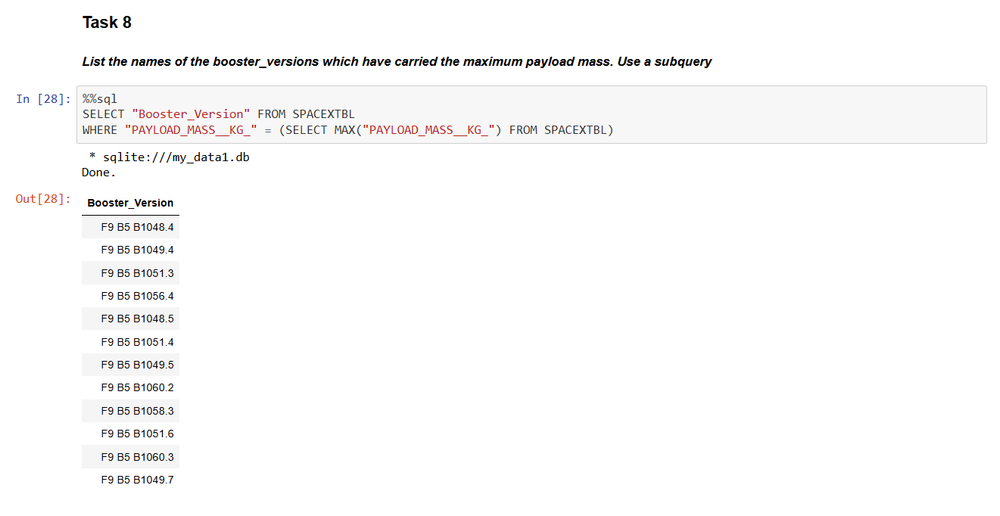 Task 8
List the names of the booster_versions which have carried the maximum payload mass. Use a subquery
In [28]: %%sql
SELECT "Booster_Version" FROM SPACEXTBL
WHERE "PAYLOAD_MASS__KG_" = (SELECT MAX("PAYLOAD_MASS__KG_") FROM SPACEXTBL)
* sqlite:///my_data1.db
Done.
Out[28]: Booster_Version
F9 B5 B1048.4
F9 B5 B1049.4
F9 B5 B1051.3
F9 B5 B1056.4
F9 B5 B1048.5
F9 B5 B1051.4
F9 B5 B1049.5
F9 B5 B1060.2
F9 B5 B1058.3
F9 B5 B1051.6
F9 B5 B1060.3
F9 B5 B1049.7